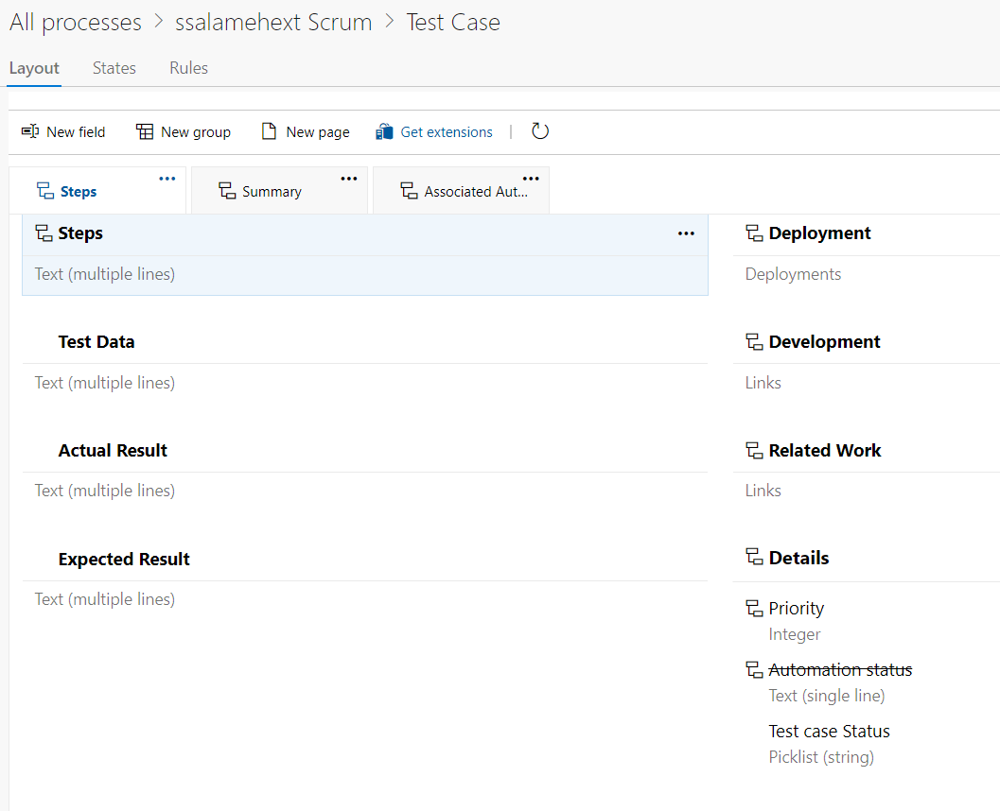 All processes > ssalamehext Scrum > Test Case
Layout States Rules
New field New group New page Get extensions |
Steps ... Summary ... Associated Aut... ...
Steps ...
Text (multiple lines)
Test Data
Text (multiple lines)
Actual Result
Text (multiple lines)
Expected Result
Text (multiple lines)
Deployment
Deployments
Development
Links
Related Work
Links
Details
Priority
Integer
Automation status
Text (single line)
Test case Status
Picklist (string)